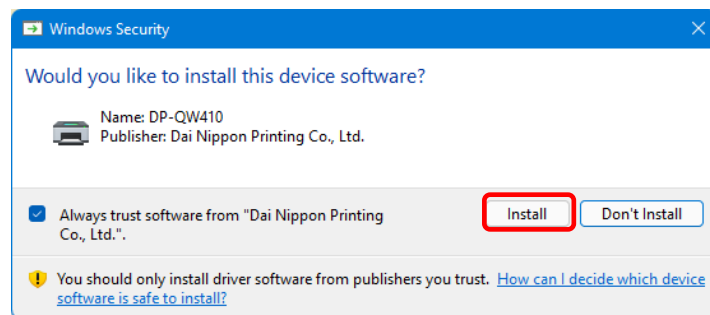 Windows Security
Would you like to install this device software?
Name: DP-QW410
Publisher: Dai Nippon Printing Co., Ltd.
Always trust software from "Dai Nippon Printing
Co., Ltd.".
Install
Don't Install
You should only install driver software from publishers you trust. How can I decide which device
software is safe to install?